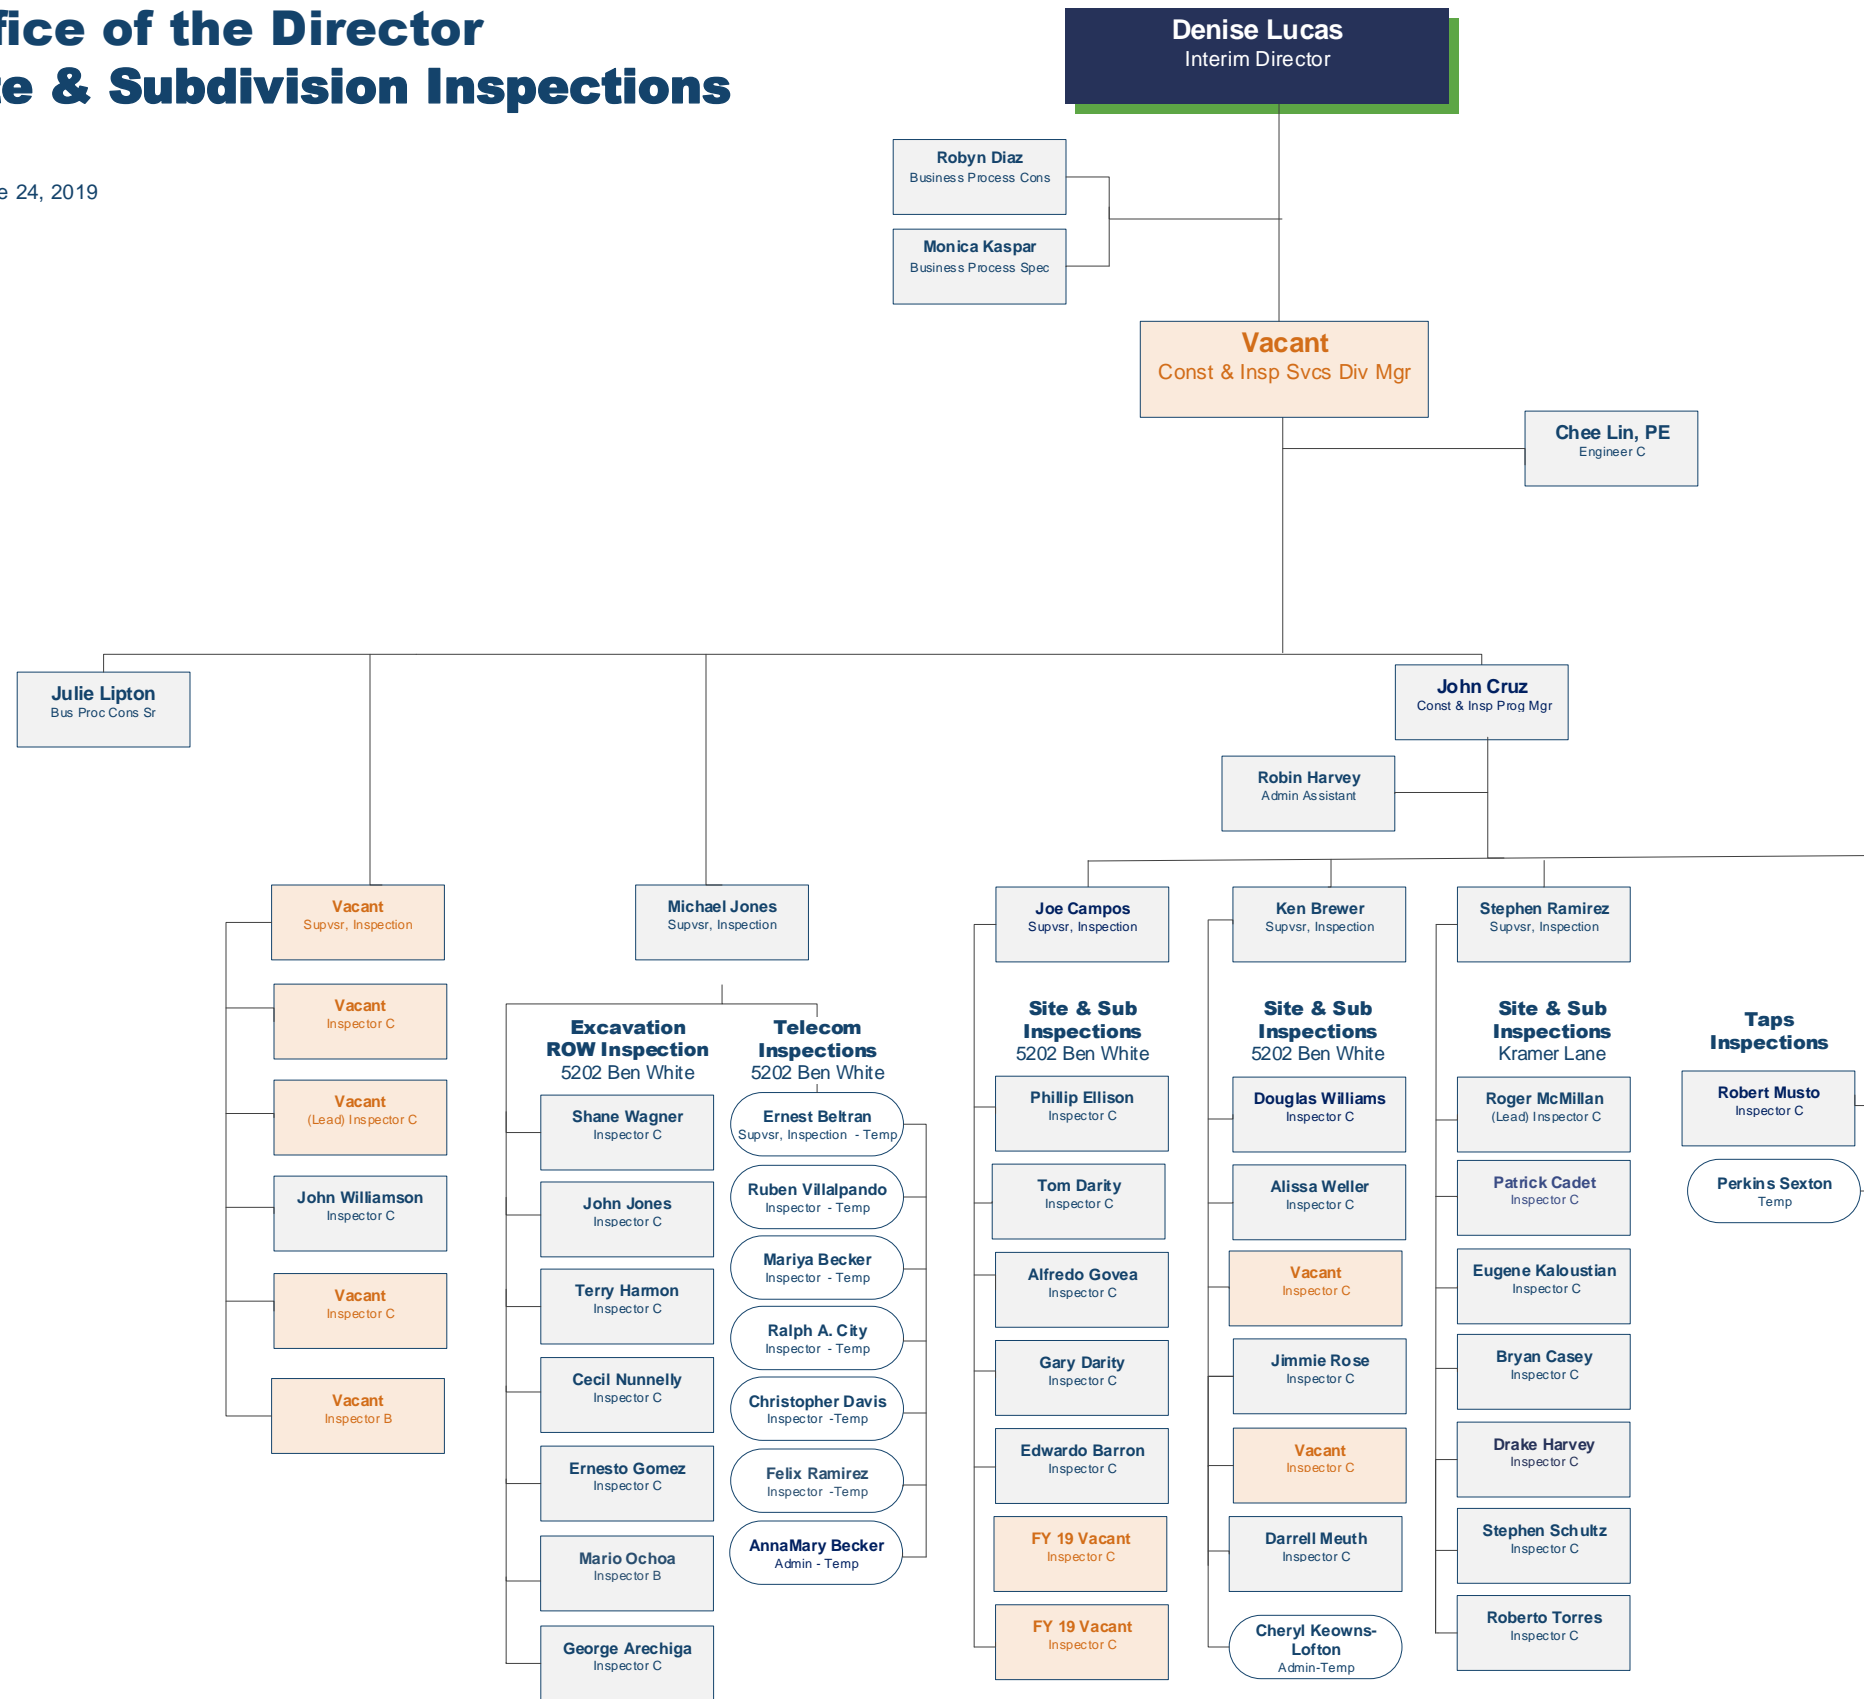 fice of the Director
te & Subdivision Inspections
e 24, 2019
Denise Lucas
Interim Director
Robyn Diaz
Business Process Cons
Monica Kaspar
Business Process Spec
Vacant
Const & Insp Svcs Div Mgr
Chee Lin, PE
Engineer C
Julie Lipton
Bus Proc Cons Sr
John Cruz
Const & Insp Prog Mgr
Robin Harvey
Admin Assistant
Vacant
Supvsr, Inspection
Vacant
Inspector C
Vacant
(Lead) Inspector C
John Williamson
Inspector C
Vacant
Inspector C
Vacant
Inspector B
Michael Jones
Supvsr, Inspection
Excavation
ROW Inspection
5202 Ben White
Shane Wagner
Inspector C
John Jones
Inspector C
Terry Harmon
Inspector C
Cecil Nunnelly
Inspector C
Ernesto Gomez
Inspector C
Mario Ochoa
Inspector B
George Arechiga
Inspector C
Telecom
Inspections
5202 Ben White
Ernest Beltran
Supvsr, Inspection - Temp
Ruben Villalpando
Inspector - Temp
Mariya Becker
Inspector - Temp
Ralph A. City
Inspector - Temp
Christopher Davis
Inspector -Temp
Felix Ramirez
Inspector -Temp
AnnaMary Becker
Admin - Temp
Joe Campos
Supvsr, Inspection
Site & Sub
Inspections
5202 Ben White
Phillip Ellison
Inspector C
Tom Darity
Inspector C
Alfredo Govea
Inspector C
Gary Darity
Inspector C
Edwardo Barron
Inspector C
FY 19 Vacant
Inspector C
FY 19 Vacant
Inspector C
Ken Brewer
Supvsr, Inspection
Site & Sub
Inspections
5202 Ben White
Douglas Williams
Inspector C
Alissa Weller
Inspector C
Vacant
Inspector C
Jimmie Rose
Inspector C
Vacant
Inspector C
Darrell Meuth
Inspector C
Cheryl Keowns-
Lofton
Admin-Temp
Stephen Ramirez
Supvsr, Inspection
Site & Sub
Inspections
Kramer Lane
Roger McMillan
(Lead) Inspector C
Patrick Cadet
Inspector C
Eugene Kaloustian
Inspector C
Bryan Casey
Inspector C
Drake Harvey
Inspector C
Stephen Schultz
Inspector C
Roberto Torres
Inspector C
Taps
Inspections
Robert Musto
Inspector C
Perkins Sexton
Temp